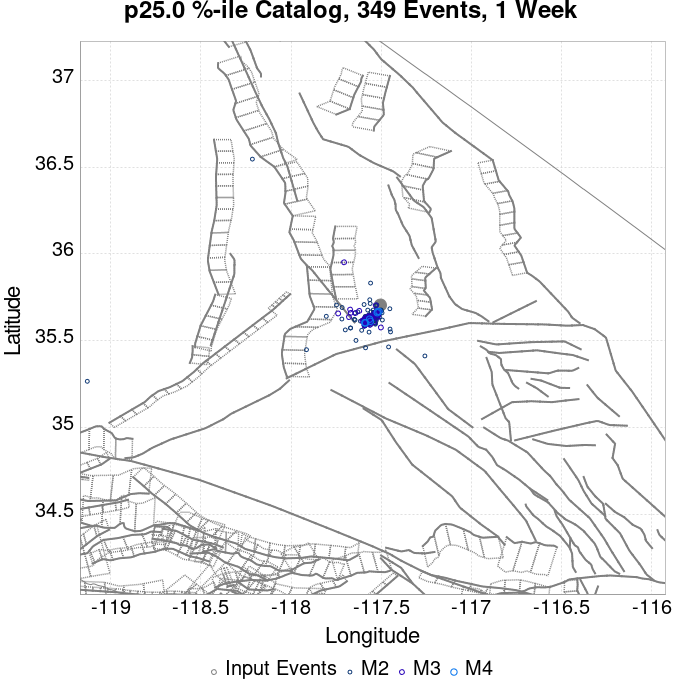 p25.0 %-ile Catalog, 349 Events, 1 Week
37
36.5
36
35.5
35
34.5
Latitude
-119 -118.5 -118 -117.5 -117 -116.5 -116
Longitude
Input Events M2 M3 M4